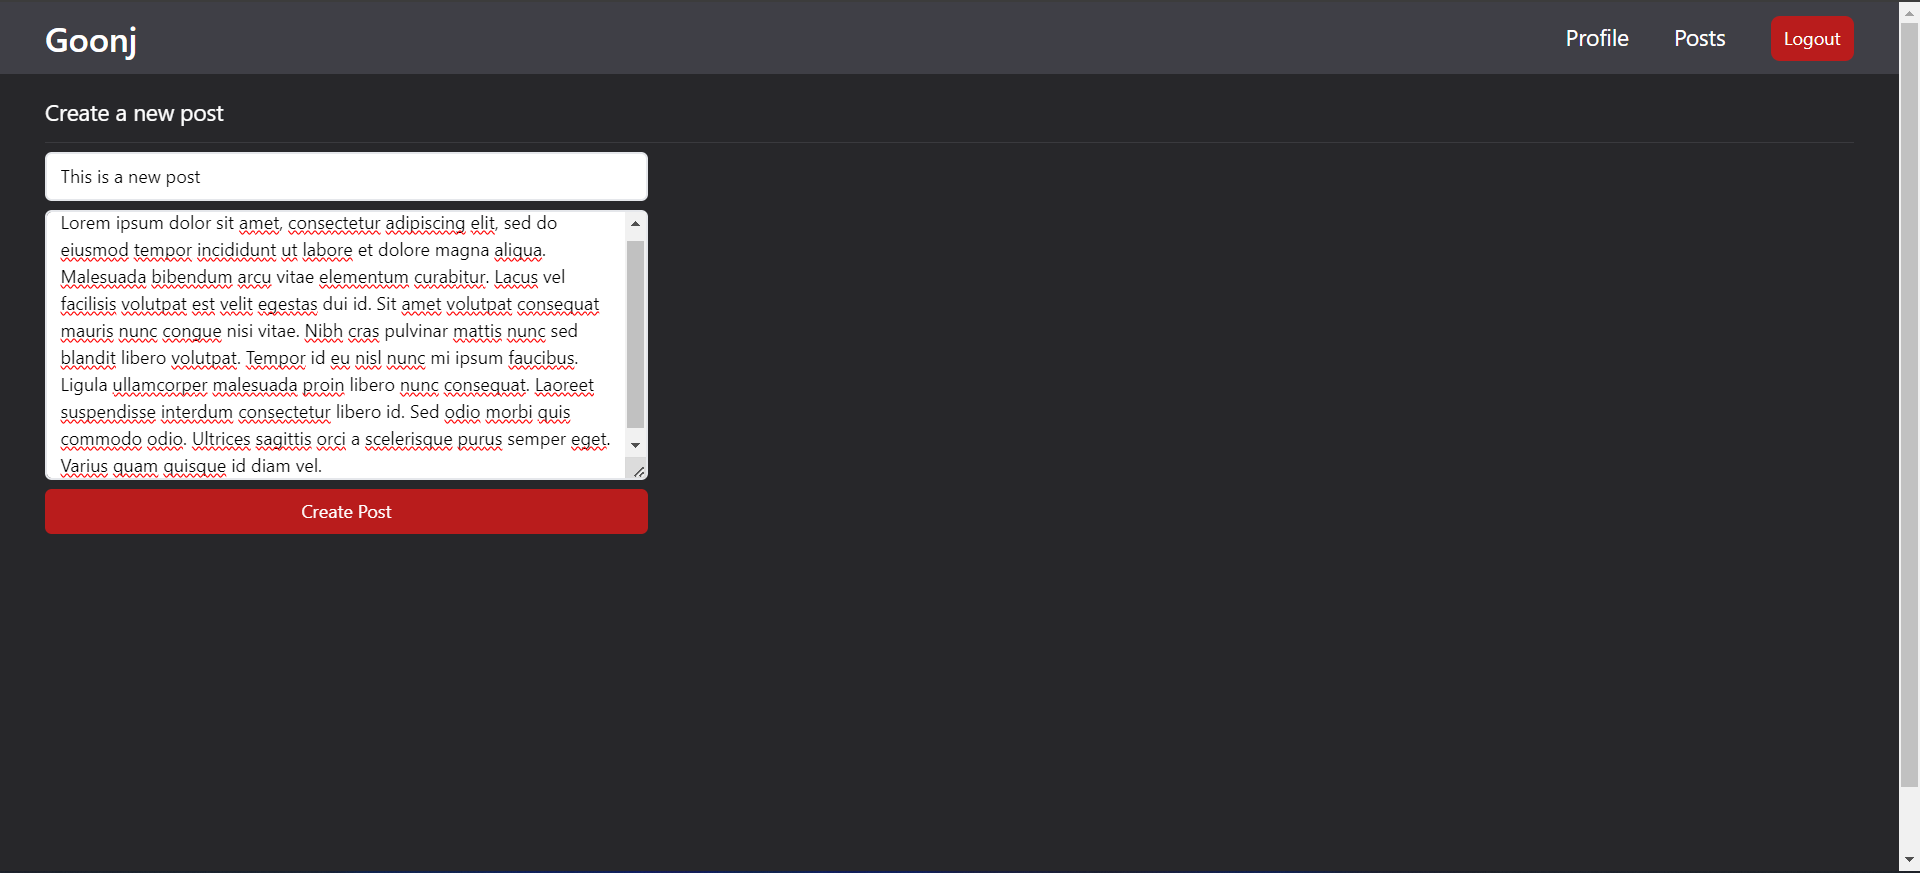 Goonj
Profile
Posts
Logout
Create a new post
This is a new post
Lorem ipsum dolor sit amet, consectetur adipiscing elit, sed do
eiusmod tempor incididunt ut labore et dolore magna aliqua.
Malesuada bibendum arcu vitae elementum curabitur. Lacus vel
facilisis volutpat est velit egestas dui id. Sit amet volutpat consequat
mauris nunc congue nisi vitae. Nibh cras pulvinar mattis nunc sed
blandit libero volutpat. Tempor id eu nisl nunc mi ipsum faucibus.
Ligula ullamcorper malesuada proin libero nunc consequat. Laoreet
suspendisse interdum consectetur libero id. Sed odio morbi quis
commodo odio. Ultrices sagittis orci a scelerisque purus semper eget.
Varius quam quisque id diam vel.
Create Post